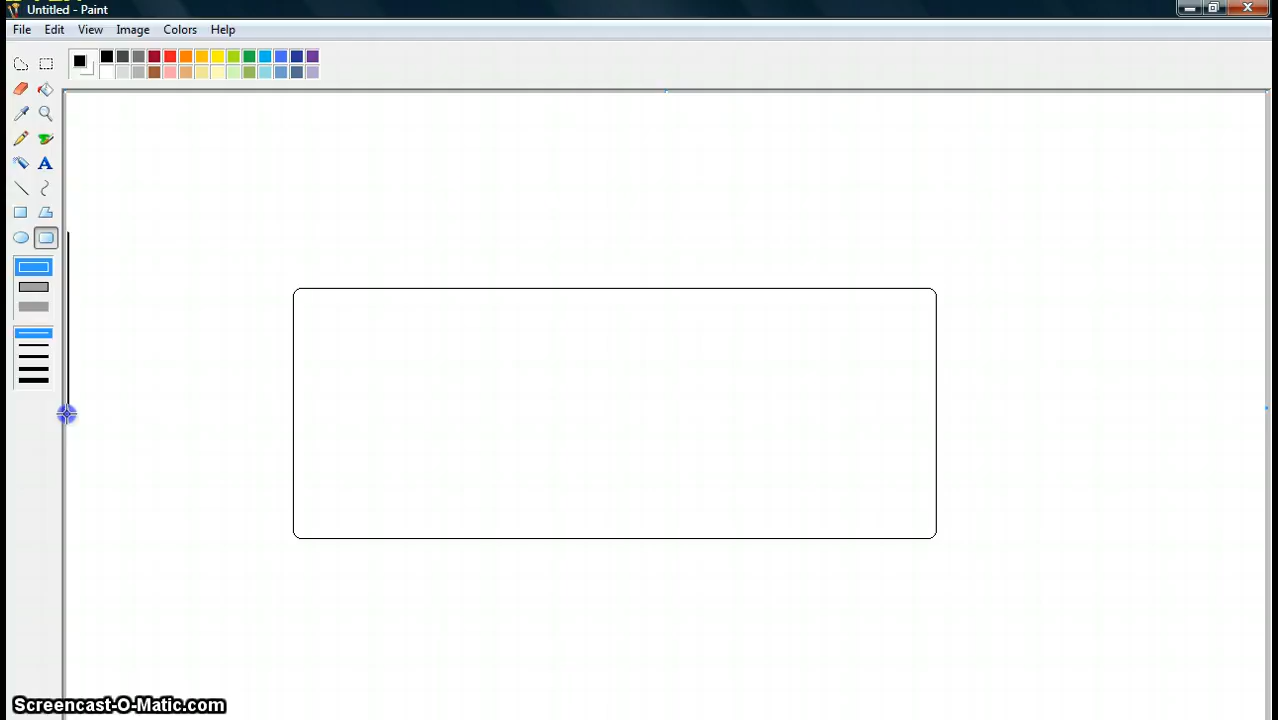 Untitled - Paint
File Edit View Image Colors Help
A
Screencast-O-Matic.com